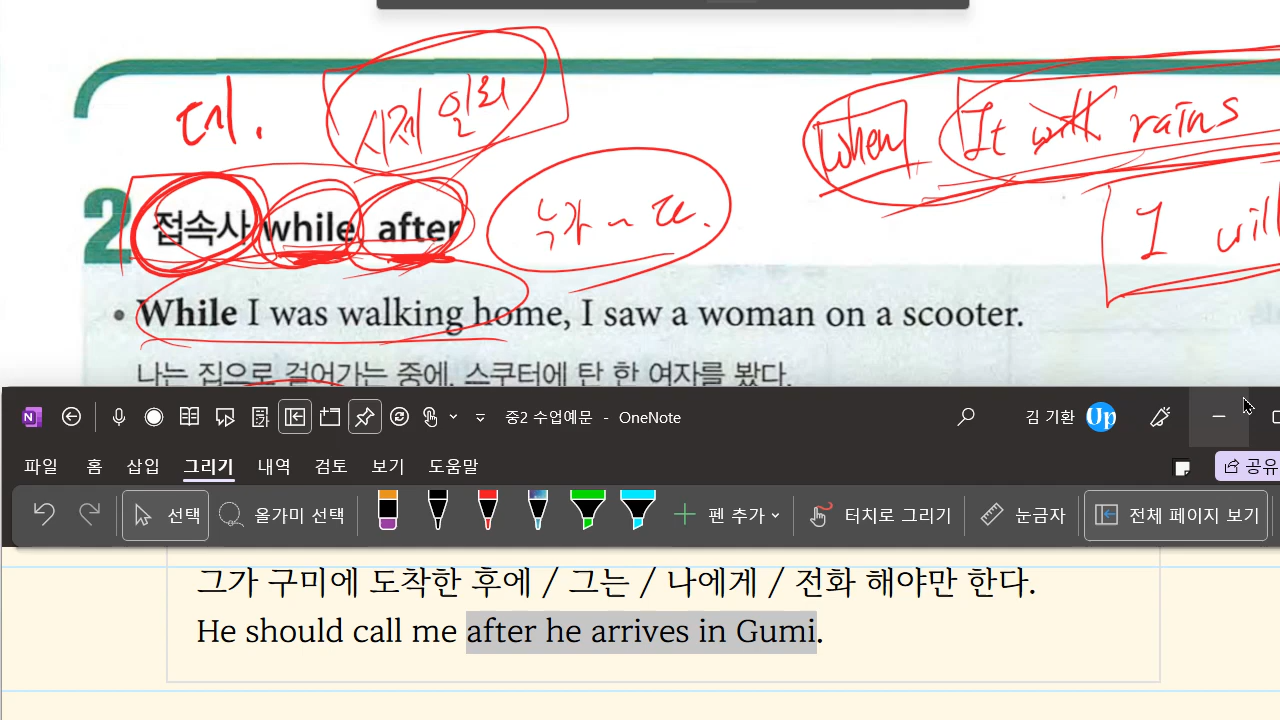 시제 일치
When It will rains
2 접속사 while, after
누가 ~ 다.
I will
• While I was walking home, I saw a woman on a scooter.
나는 집으로 걸어가는 중에, 스쿠터에 탄 한 여자를 봤다.
중2 수업예문 - OneNote
김 기환
Up
파일 홈 삽입 그리기 내역 검토 보기 도움말
공유
선택 올가미 선택 펜 추가 터치로 그리기 눈금자 전체 페이지 보기
그가 구미에 도착한 후에 / 그는 / 나에게 / 전화 해야만 한다.
He should call me after he arrives in Gumi.